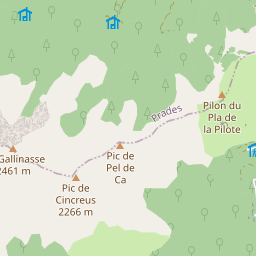 Prades
Pilon du
Pla de
la Pilote
Gallinasse
2461 m
Pic de
Pel de
Ca
Pic de
Cincreus
2266 m